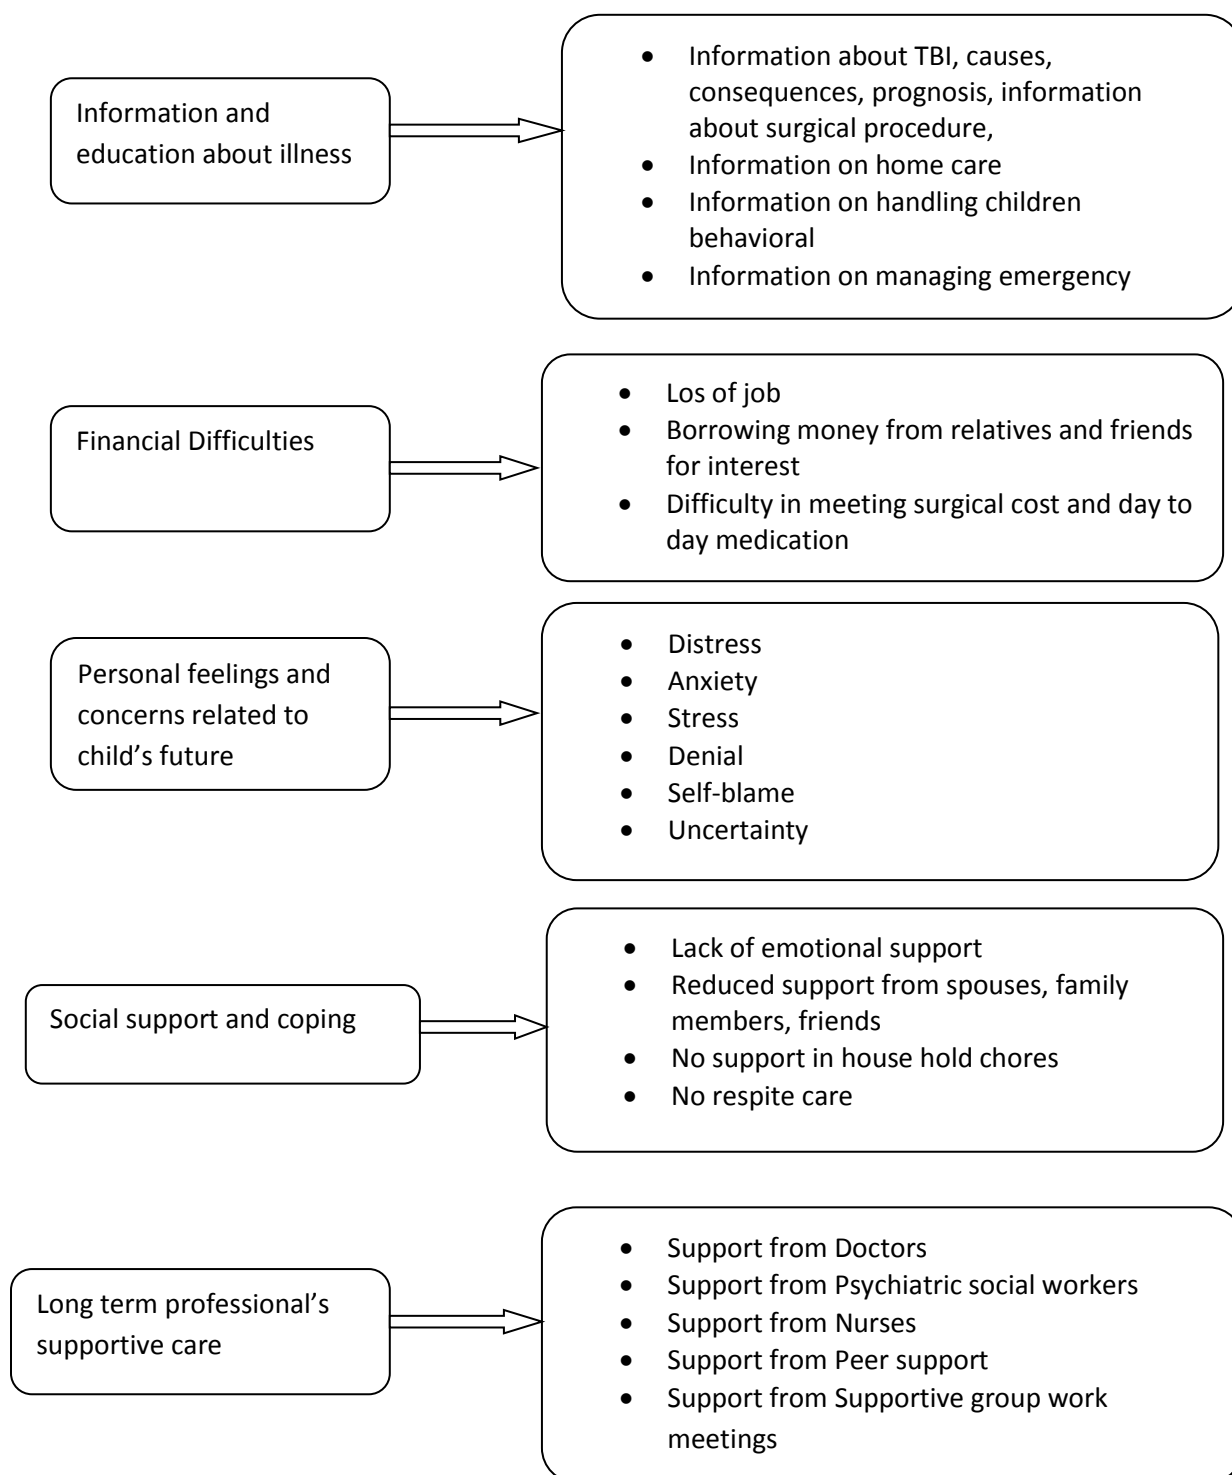 Information and
education about illness
• Information about TBI, causes,
consequences, prognosis, information
about surgical procedure,
• Information on home care
• Information on handling children
behavioral
• Information on managing emergency
Financial Difficulties
• Los of job
• Borrowing money from relatives and friends
for interest
• Difficulty in meeting surgical cost and day to
day medication
Personal feelings and
concerns related to
child’s future
• Distress
• Anxiety
• Stress
• Denial
• Self-blame
• Uncertainty
Social support and coping
• Lack of emotional support
• Reduced support from spouses, family
members, friends
• No support in house hold chores
• No respite care
Long term professional’s
supportive care
• Support from Doctors
• Support from Psychiatric social workers
• Support from Nurses
• Support from Peer support
• Support from Supportive group work
meetings